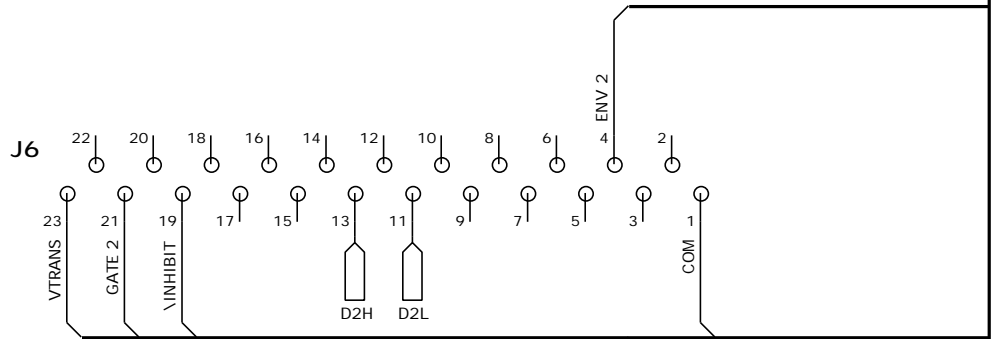 ENV 2
J6
22 20 18 16 14 12 10 8 6 4 2
23 21 19 17 15 13 11 9 7 5 3 1
VTRANS
GATE 2
\INHIBIT
COM
D2H D2L